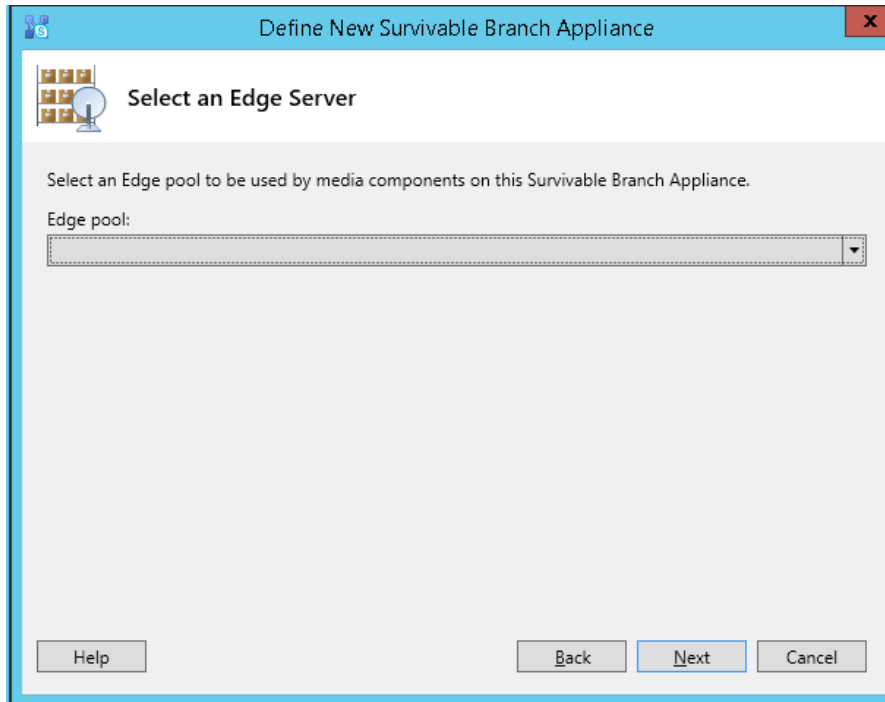 Define New Survivable Branch Appliance
x
Select an Edge Server
Select an Edge pool to be used by media components on this Survivable Branch Appliance.
Edge pool:
Help
Back
Next
Cancel